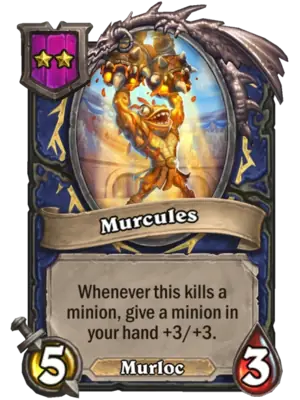 Murcules
Whenever this kills a
minion, give a minion in
your hand +3/+3.
5
Murloc
3